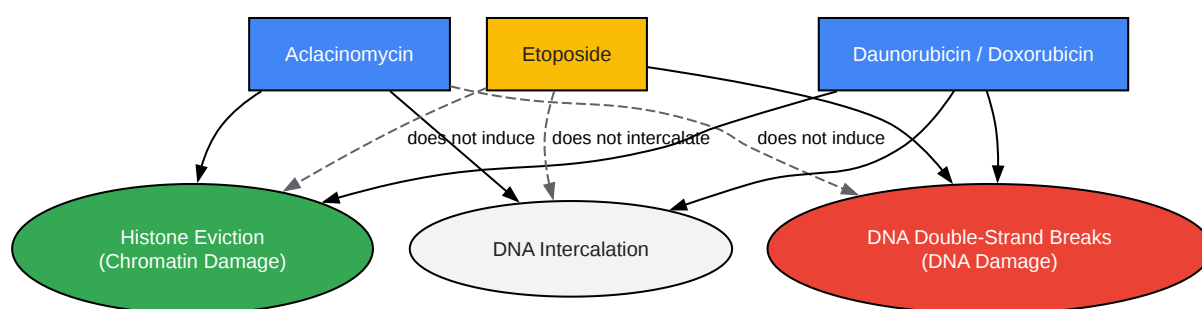 Aclacinomycin
Etoposide
Daunorubicin / Doxorubicin
does not induce
does not intercalate
does not induce
Histone Eviction
(Chromatin Damage)
DNA Intercalation
DNA Double-Strand Breaks
(DNA Damage)